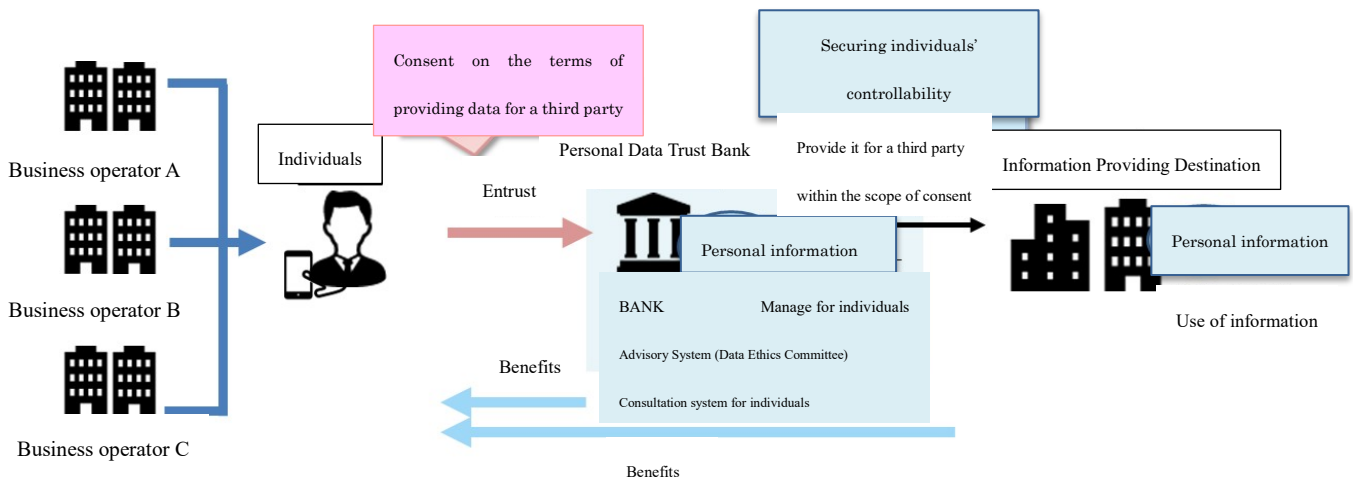 Business operator A
Business operator B
Business operator C
Individuals
Consent on the terms of
providing data for a third party
Entrust
Personal Data Trust Bank
Personal information
BANK Manage for individuals
Advisory System (Data Ethics Committee)
Consultation system for individuals
Securing individuals’
controllability
Provide it for a third party
within the scope of consent
Information Providing Destination
Personal information
Use of information
Benefits
Benefits